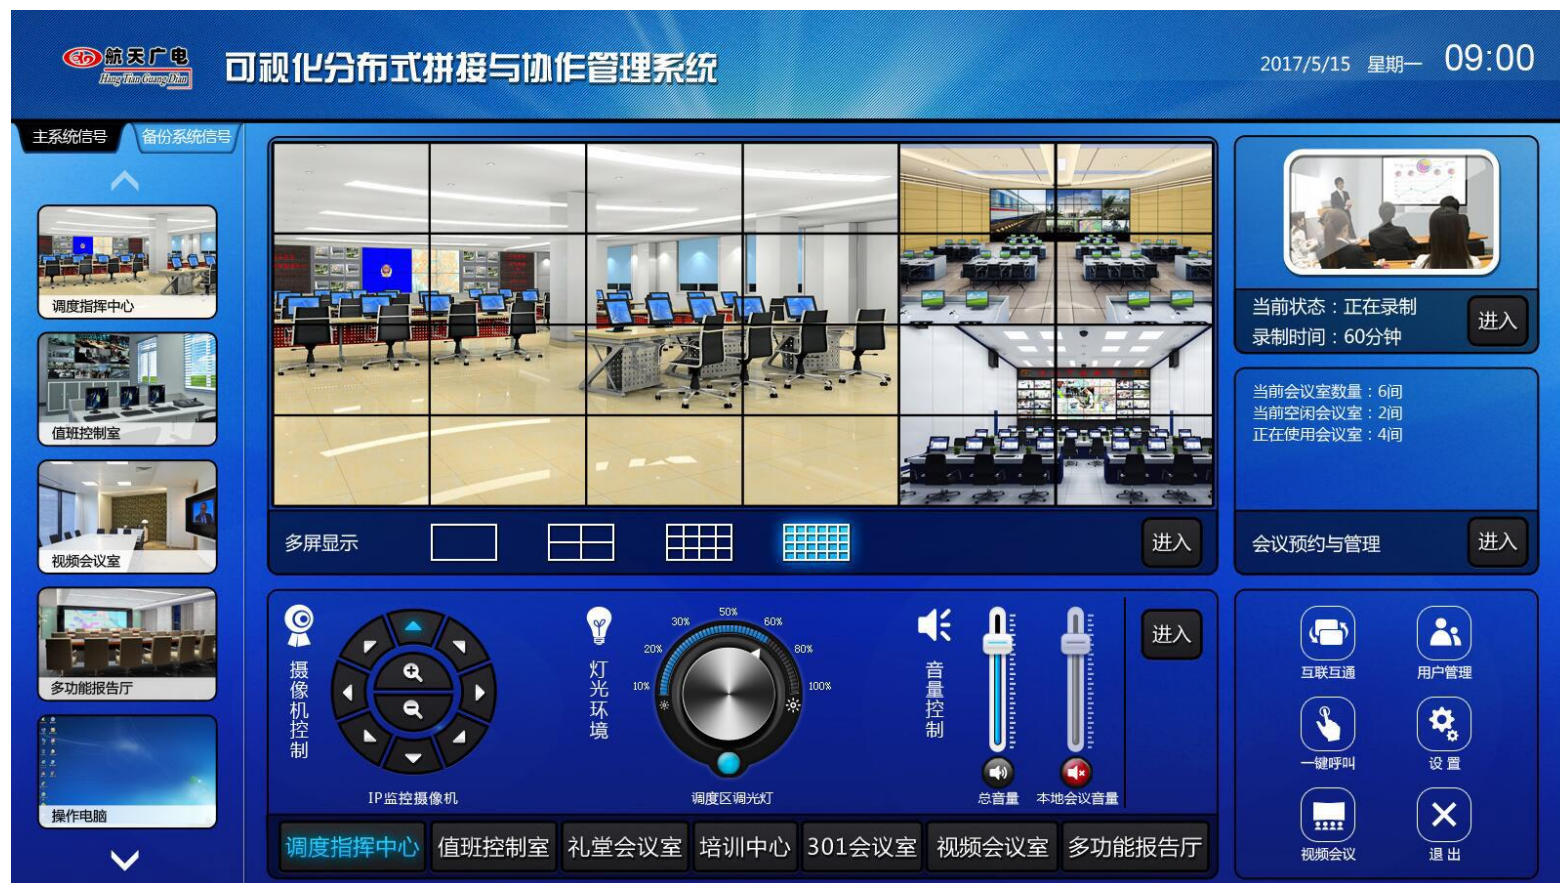 航天广电
Hang Tian Guang Dian
可视化分布式拼接与协作管理系统
2017/5/15 星期一 09:00
主系统信号
备份系统信号
调度指挥中心
值班控制室
视频会议室
多功能报告厅
操作电脑
多屏显示
进入
当前状态：正在录制
录制时间：60分钟
进入
当前会议室数量：6间
当前空闲会议室：2间
正在使用会议室：4间
会议预约与管理
进入
摄像机控制
IP监控摄像机
灯光环境
10%
20%
30%
50%
60%
80%
100%
调度区调光灯
音量控制
总音量
本地会议音量
进入
调度指挥中心
值班控制室
礼堂会议室
培训中心
301会议室
视频会议室
多功能报告厅
互联互通
用户管理
一键呼叫
设 置
视频会议
退 出